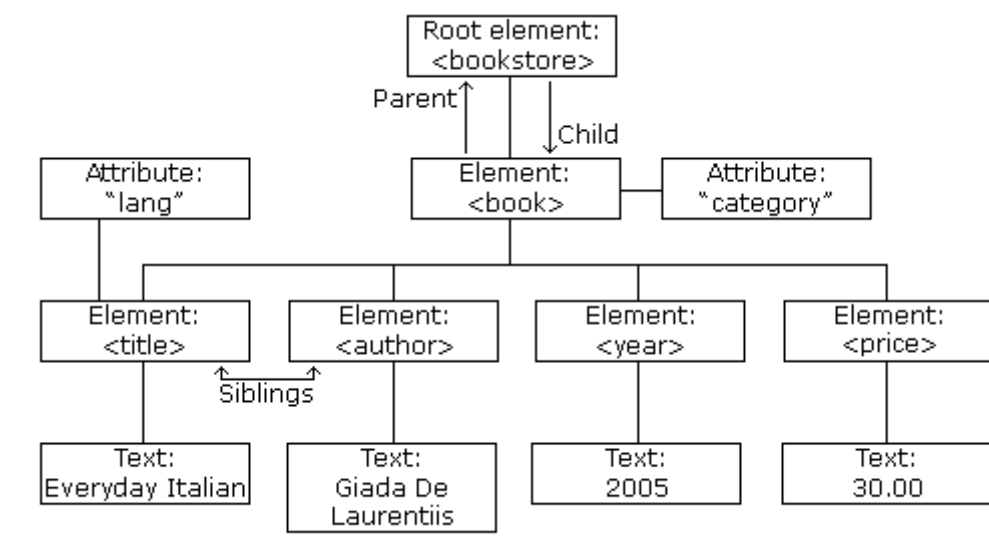 Root element:
<bookstore>
Parent
Child
Attribute:
“lang”
Element:
<book>
Attribute:
“category”
Element:
<title>
Element:
<author>
Element:
<year>
Element:
<price>
Siblings
Text:
Everyday Italian
Text:
Giada De
Laurentiis
Text:
2005
Text:
30.00